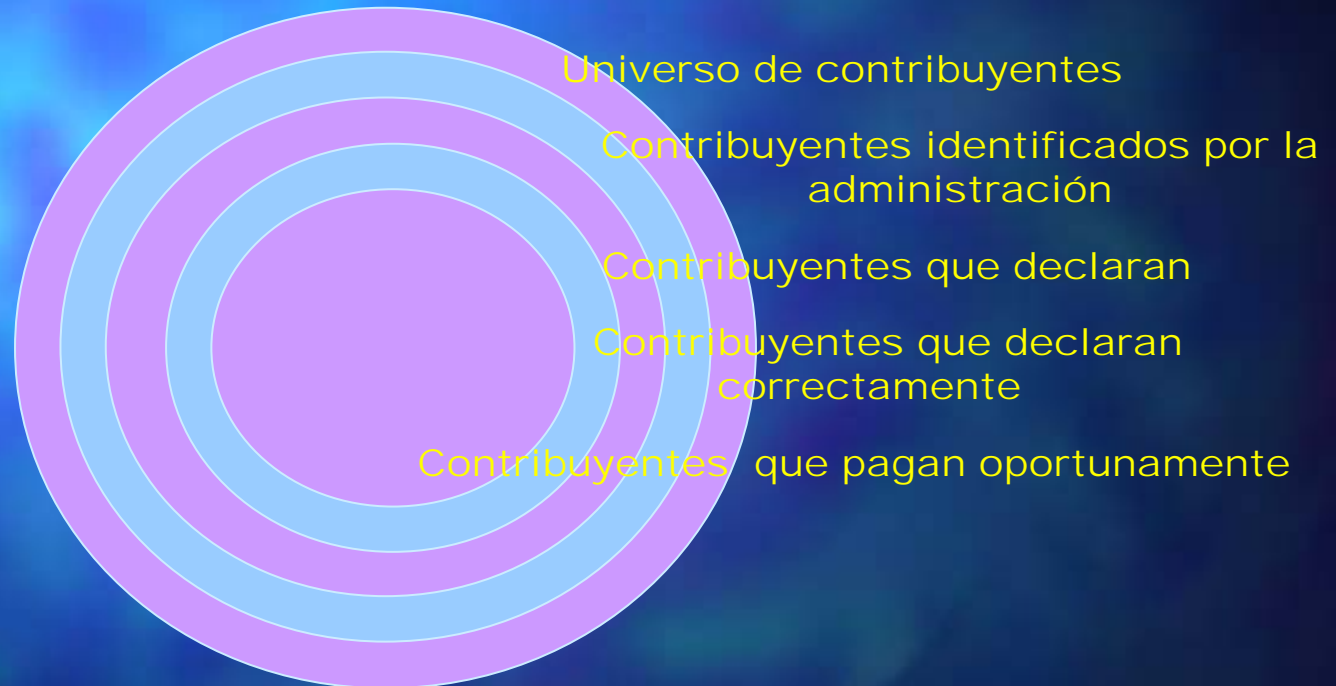 Universo de contribuyentes
Contribuyentes identificados por la
administración
Contribuyentes que declaran
Contribuyentes que declaran
correctamente
Contribuyentes que pagan oportunamente